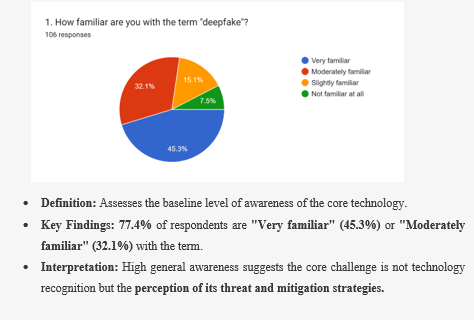 1. How familiar are you with the term "deepfake"?
106 responses
Very familiar
Moderately familiar
Slightly familiar
Not familiar at all
32.1%
15.1%
7.5%
45.3%
• Definition: Assesses the baseline level of awareness of the core technology.
• Key Findings: 77.4% of respondents are "Very familiar" (45.3%) or "Moderately
familiar" (32.1%) with the term.
• Interpretation: High general awareness suggests the core challenge is not technology
recognition but the perception of its threat and mitigation strategies.